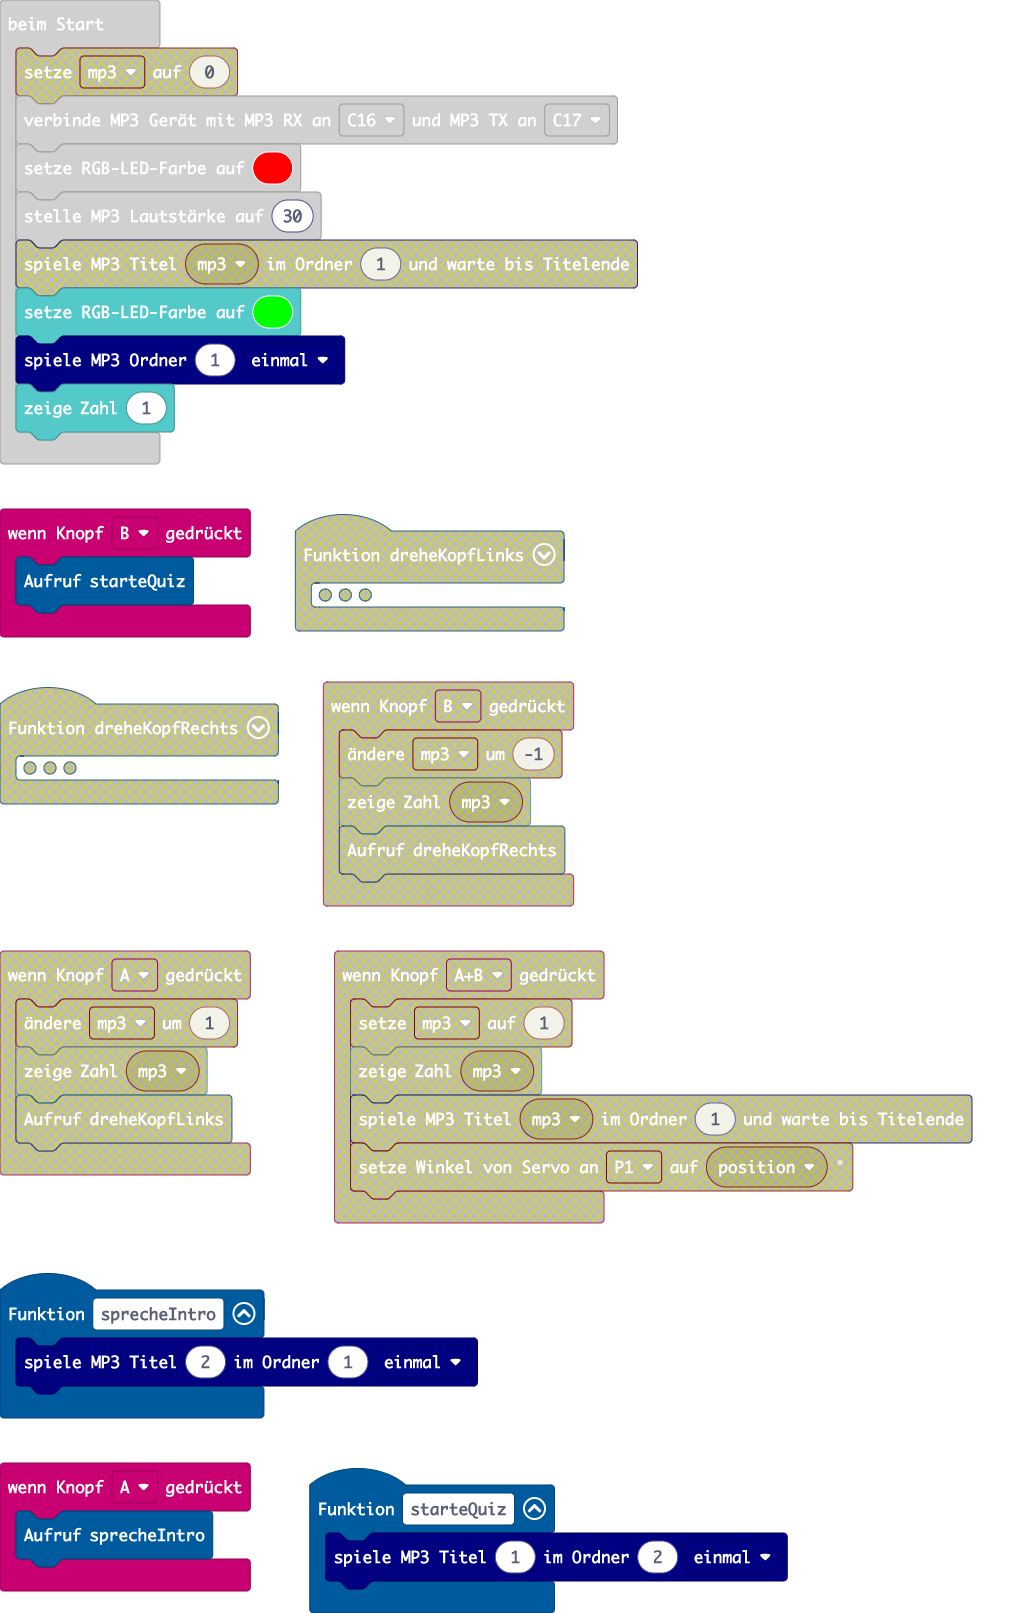 beim Start
setze mp3 auf 0
verbinde MP3 Gerät mit MP3 RX an C16 und MP3 TX an C17
setze RGB-LED-Farbe auf
stelle MP3 Lautstärke auf 30
spiele MP3 Titel mp3 im Ordner 1 und warte bis Titelende
setze RGB-LED-Farbe auf
spiele MP3 Ordner 1 einmal
zeige Zahl 1
wenn Knopf B gedrückt
Aufruf starteQuiz
Funktion dreheKopfLinks
Funktion dreheKopfRechts
wenn Knopf B gedrückt
ändere mp3 um -1
zeige Zahl mp3
Aufruf dreheKopfRechts
wenn Knopf A gedrückt
ändere mp3 um 1
zeige Zahl mp3
Aufruf dreheKopfLinks
wenn Knopf A+B gedrückt
setze mp3 auf 1
zeige Zahl mp3
spiele MP3 Titel mp3 im Ordner 1 und warte bis Titelende
setze Winkel von Servo an P1 auf position °
Funktion sprecheIntro
spiele MP3 Titel 2 im Ordner 1 einmal
wenn Knopf A gedrückt
Aufruf sprecheIntro
Funktion starteQuiz
spiele MP3 Titel 1 im Ordner 2 einmal